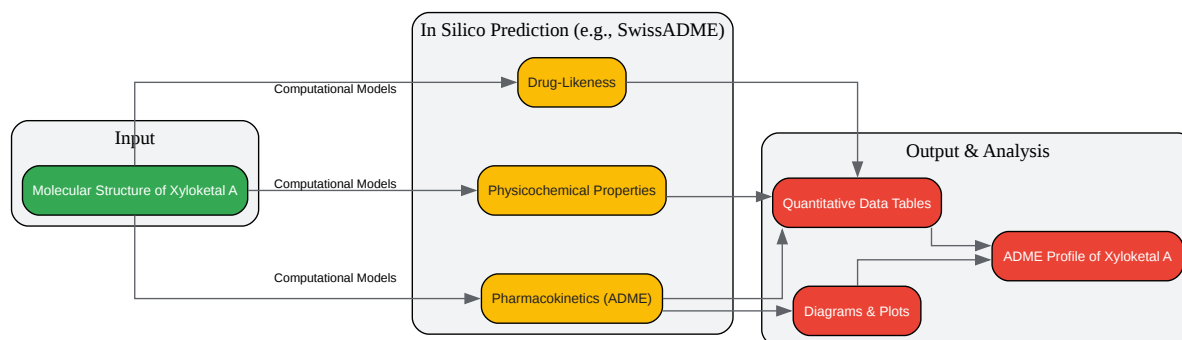 In Silico Prediction (e.g., SwissADME)
Drug-Likeness
Computational Models
Input
Output & Analysis
Molecular Structure of Xyloketal A
Computational Models
Physicochemical Properties
Quantitative Data Tables
ADME Profile of Xyloketal A
Computational Models
Pharmacokinetics (ADME)
Diagrams & Plots